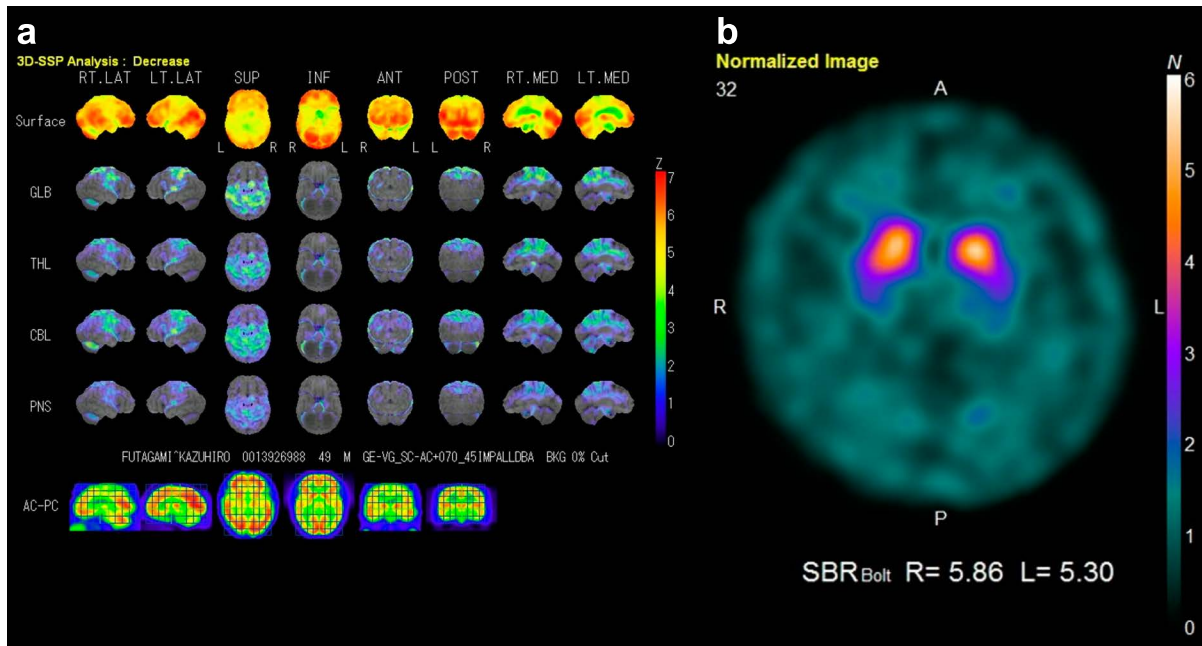 a
3D-SSP Analysis : Decrease
RT.LAT LT.LAT SUP INF ANT POST RT.MED LT.MED
Surface
L R R L R L L R
Z
7
6
5
4
3
2
1
0
GLB
THL
CBL
PNS
FUTAGAMI^KAZUHIRO 0013926988 49 M GE-VG_SC-AC+070_45IMPALLDBA BKG 0% Cut
AC-PC
b
Normalized Image
32
A
R
L
P
N
6
5
4
3
2
1
0
SBRBolt R= 5.86 L= 5.30